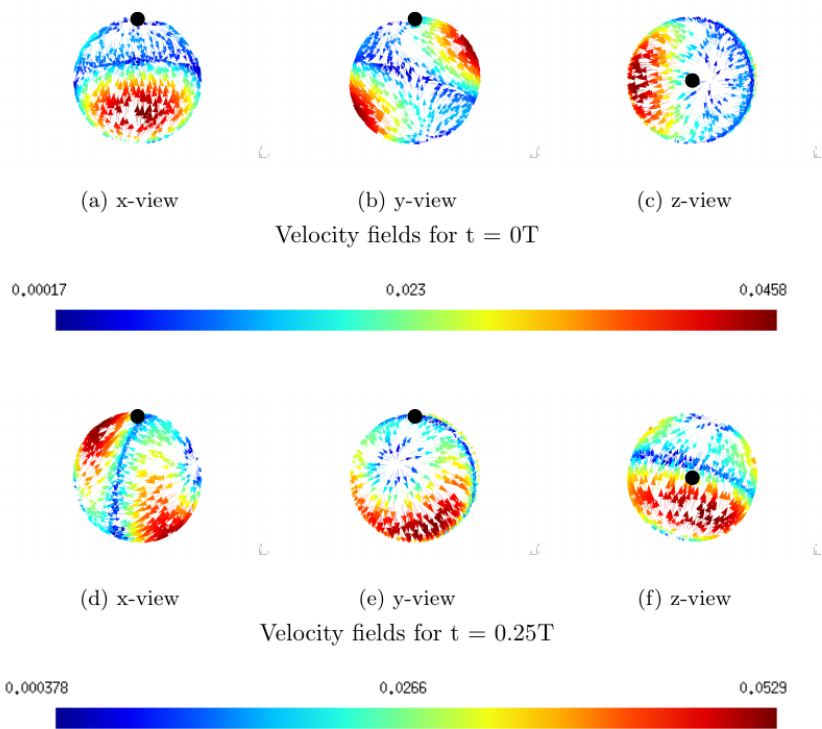 (a) x-view (b) y-view (c) z-view
Velocity fields for t = 0T
0.00017 0.023 0.0458
(d) x-view (e) y-view (f) z-view
Velocity fields for t = 0.25T
0.000378 0.0266 0.0529